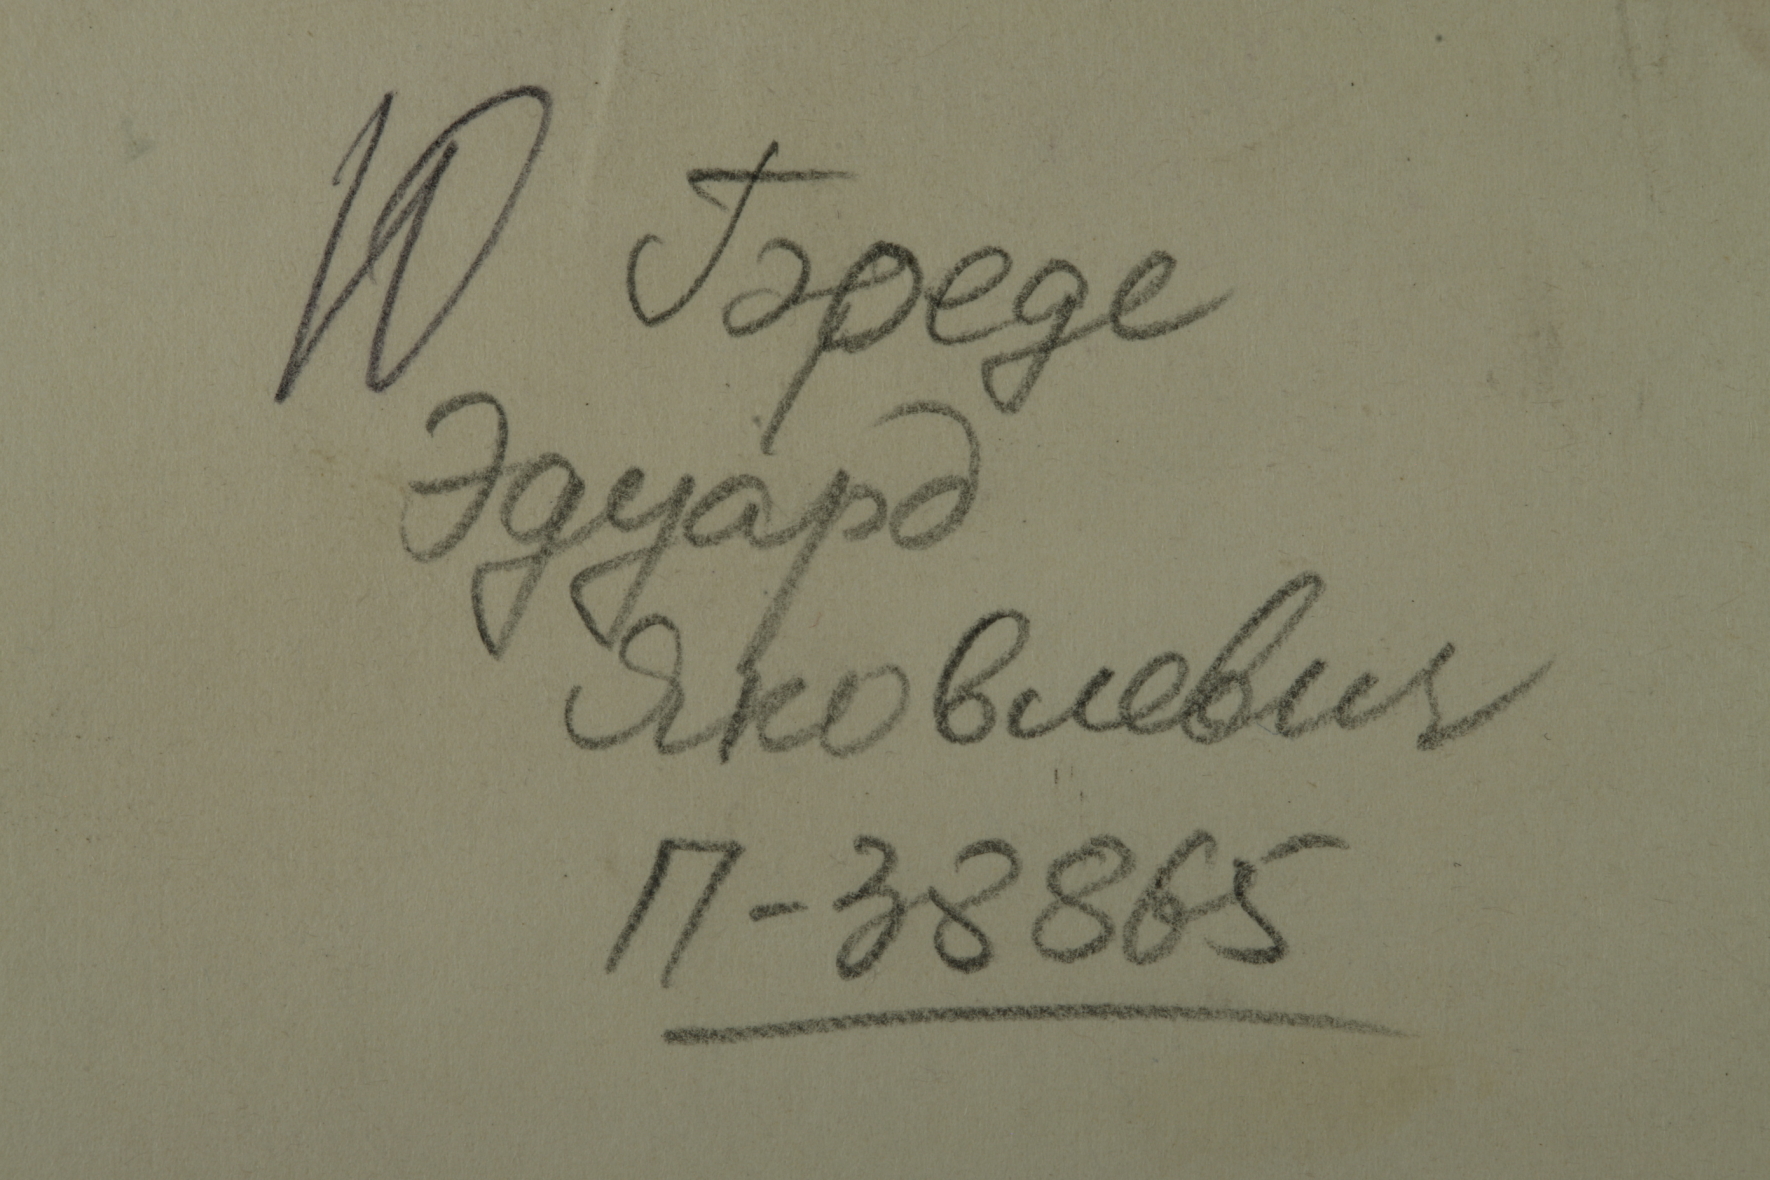 Ю Гэреде
Эдуард
Яковлевич
П-38865